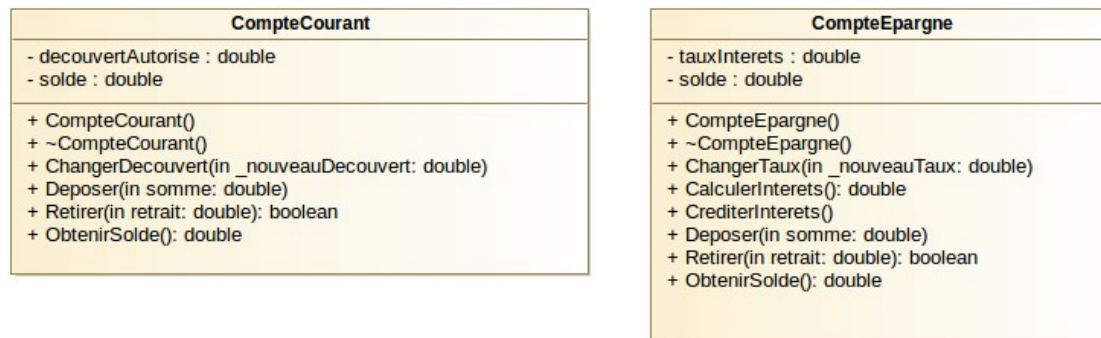 CompteCourant
- decouvertAutorise : double
- solde : double
+ CompteCourant()
+ ~CompteCourant()
+ ChangerDecouvert(in _nouveauDecouvert: double)
+ Deposer(in somme: double)
+ Retirer(in retrait: double): boolean
+ ObtenirSolde(): double
CompteEpargne
- tauxInterets : double
- solde : double
+ CompteEpargne()
+ ~CompteEpargne()
+ ChangerTaux(in _nouveauTaux: double)
+ CalculerInterets(): double
+ CrediterInterets()
+ Deposer(in somme: double)
+ Retirer(in retrait: double): boolean
+ ObtenirSolde(): double